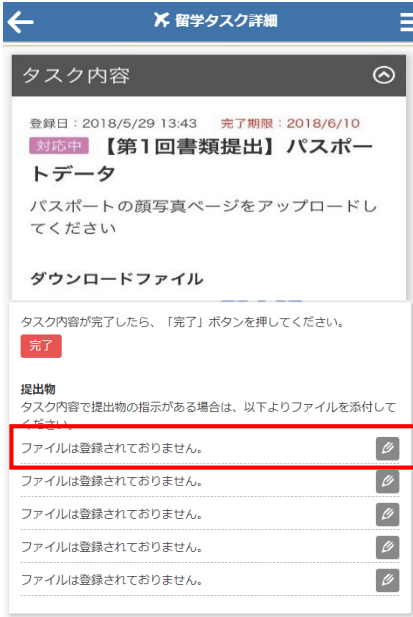 留学タスク詳細
タスク内容
登録日：2018/5/29 13:43 完了期限：2018/6/10
対応中 【第1回書類提出】パスポー
トデータ
パスポートの顔写真ページをアップロードし
てください
ダウンロードファイル
タスク内容が完了したら、「完了」ボタンを押してください。
完了
提出物
タスク内容で提出物の指示がある場合は、以下よりファイルを添付して
ください。
ファイルは登録されておりません。
ファイルは登録されておりません。
ファイルは登録されておりません。
ファイルは登録されておりません。
ファイルは登録されておりません。